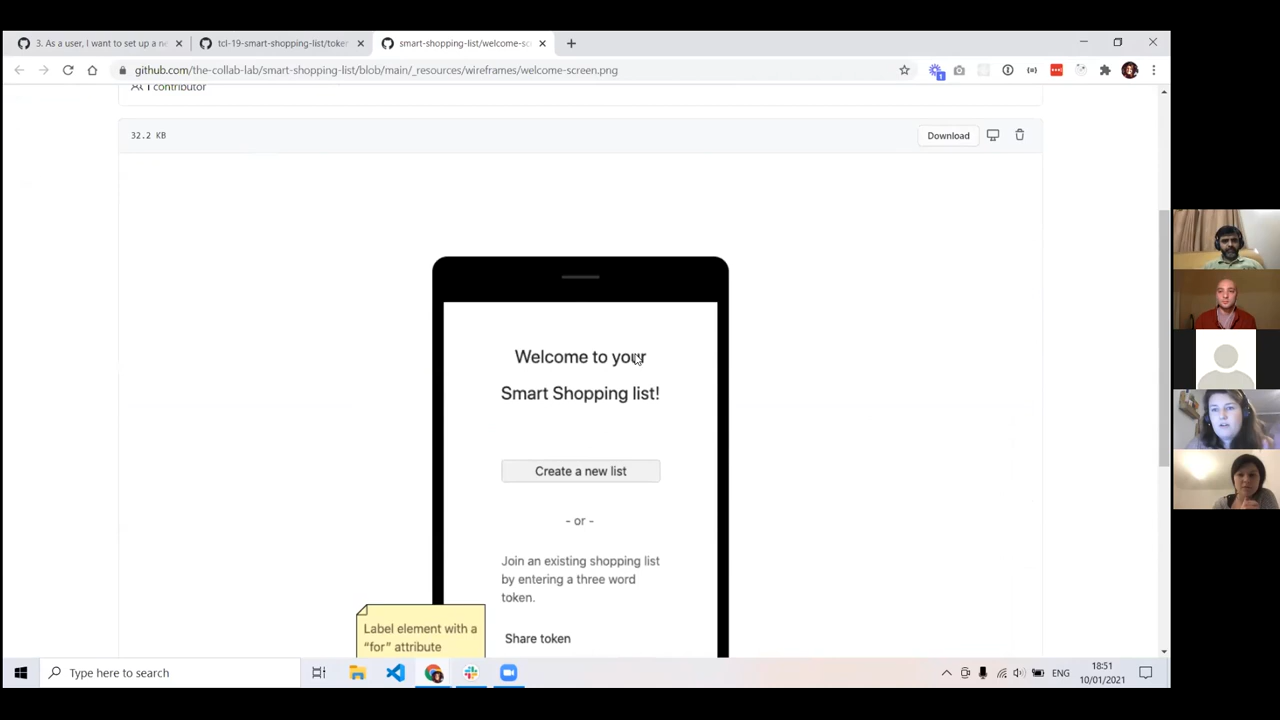 3. As a user, I want to set up a ne
tcl-19-smart-shopping-list/token
smart-shopping-list/welcome-sc
github.com/the-collab-lab/smart-shopping-list/blob/main/_resources/wireframes/welcome-screen.png
1 contributor
32.2 KB
Download
Welcome to your
Smart Shopping list!
Create a new list
- or -
Join an existing shopping list
by entering a three word
token.
Label element with a
“for” attribute
Share token
Type here to search
ENG
18:51
10/01/2021